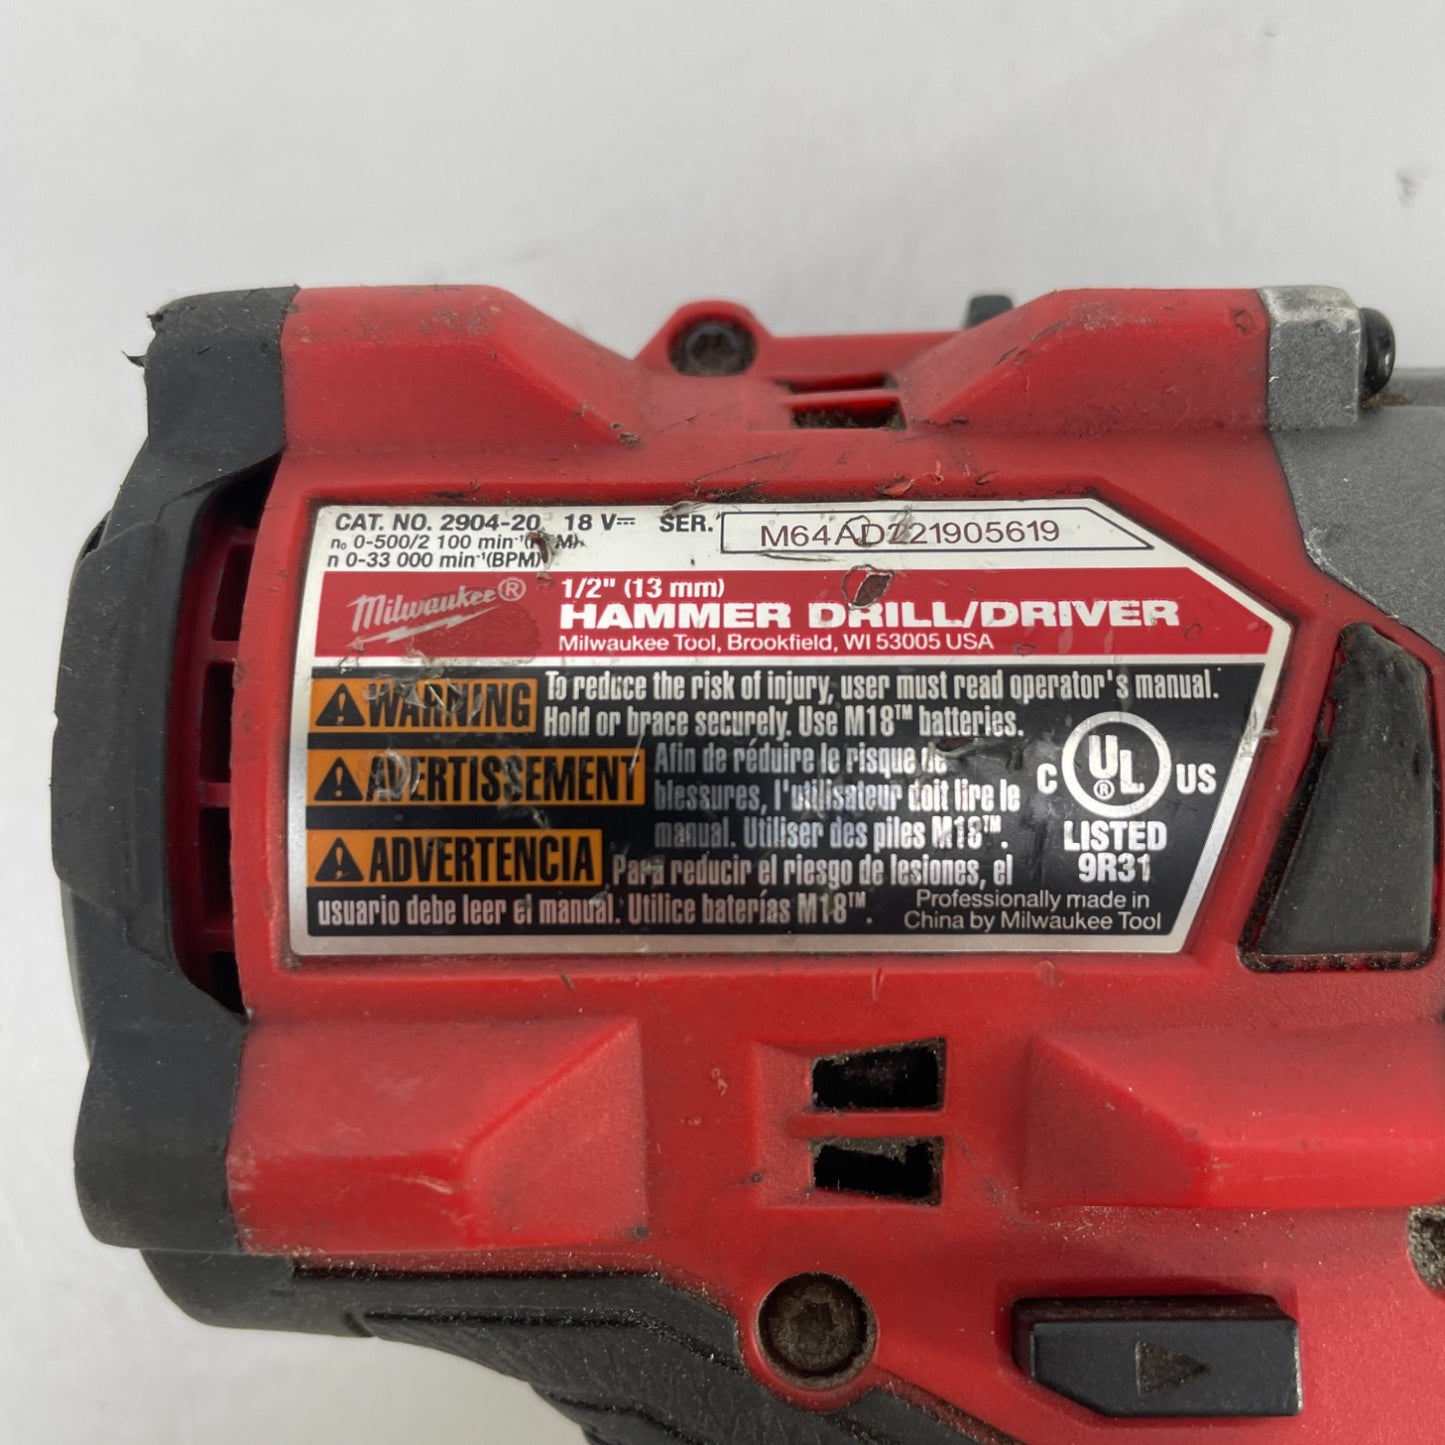 CAT. NO. 2904-20 18 V⎓ SER.
n₀ 0-500/2 100 min⁻¹(RPM)
n 0-33 000 min⁻¹(BPM)
Milwaukee®
1/2" (13 mm)
HAMMER DRILL/DRIVER
Milwaukee Tool, Brookfield, WI 53005 USA
⚠WARNING To reduce the risk of injury, user must read operator's manual.
Hold or brace securely. Use M18™ batteries.
⚠AVERTISSEMENT Afin de réduire le risque de
blessures, l'utilisateur doit lire le
manual. Utiliser des piles M18™.
⚠ADVERTENCIA Para reducir el riesgo de lesiones, el
usuario debe leer el manual. Utilice baterías M18™.
C UL® US
LISTED
9R31
Professionally made in
China by Milwaukee Tool